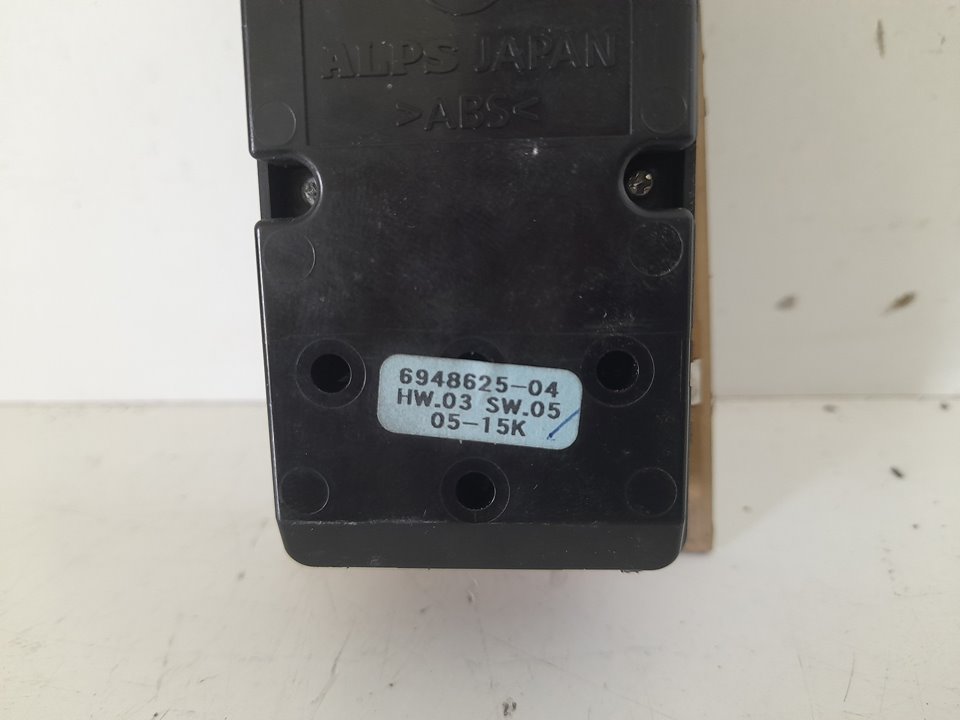 ALPS JAPAN
>ABS<
6948625-04
HW.03 SW.05
05-15K